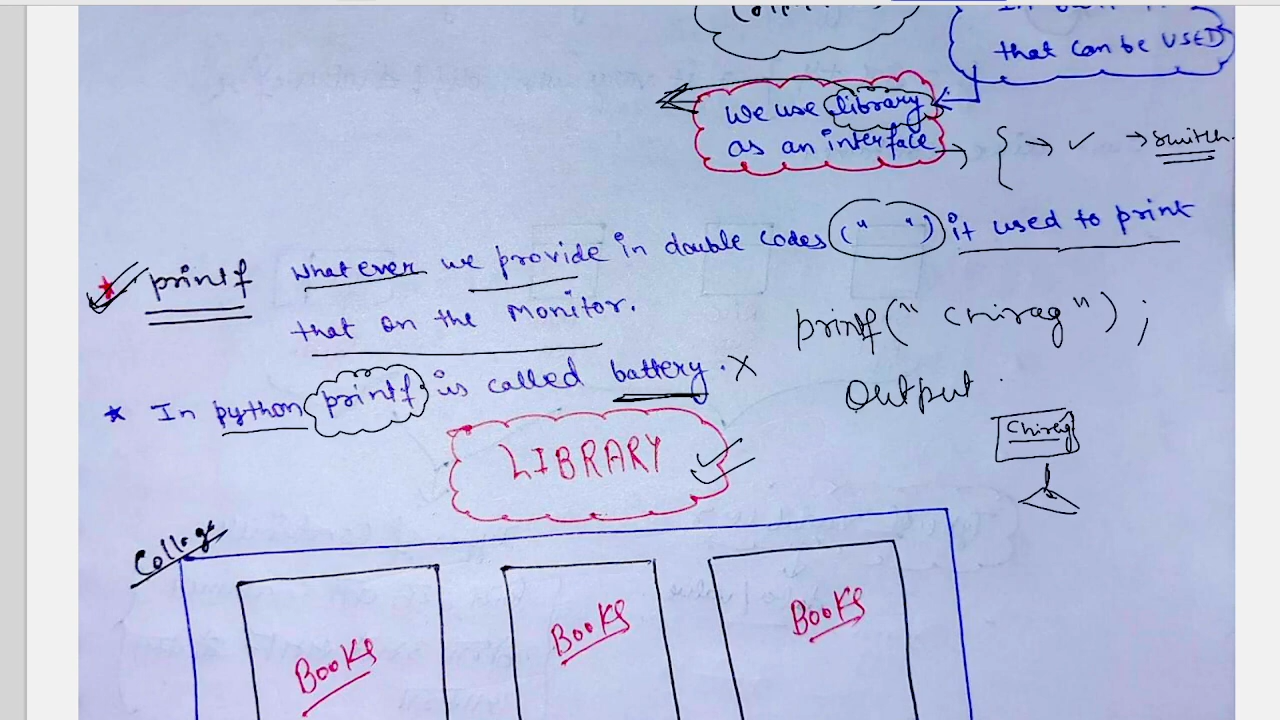 that can be USED
We use library
as an interface
→ { → ✓ → switch.
printf Whatever we provide in double codes (" ") it used to print
that on the monitor.
printf(" Chirag ") ;
* In python printf is called battery . X
Output
Chirag
LIBRARY
Colleg
BOOKS
BOOKS
BOOKS